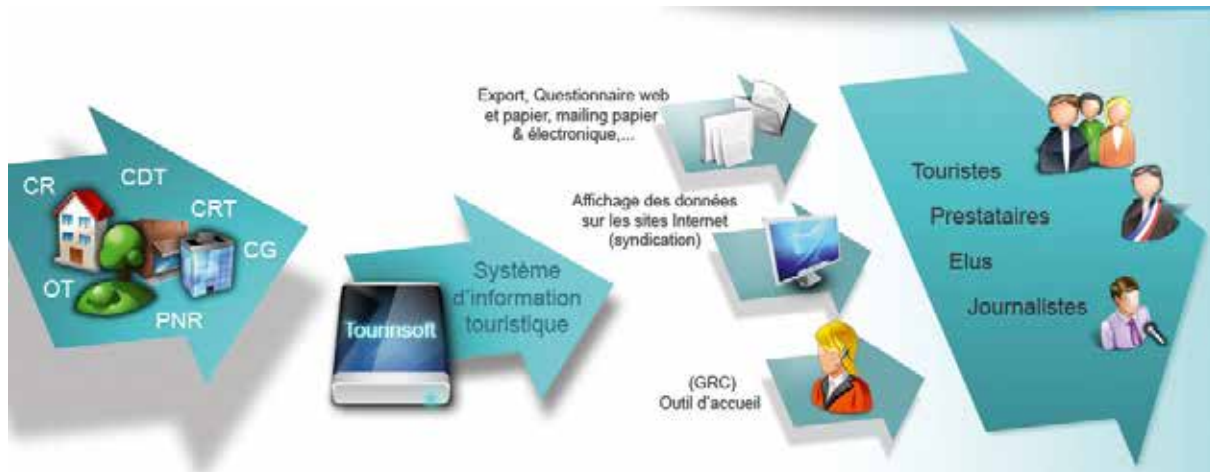 CR
CDT
CRT
CG
OT
PNR
Tourinsoft
Système
d'information
touristique
Export, Questionnaire web
et papier, mailing papier
& électronique,...
Affichage des données
sur les sites Internet
(syndication)
(GRC)
Outil d'accueil
Touristes
Prestataires
Elus
Journalistes